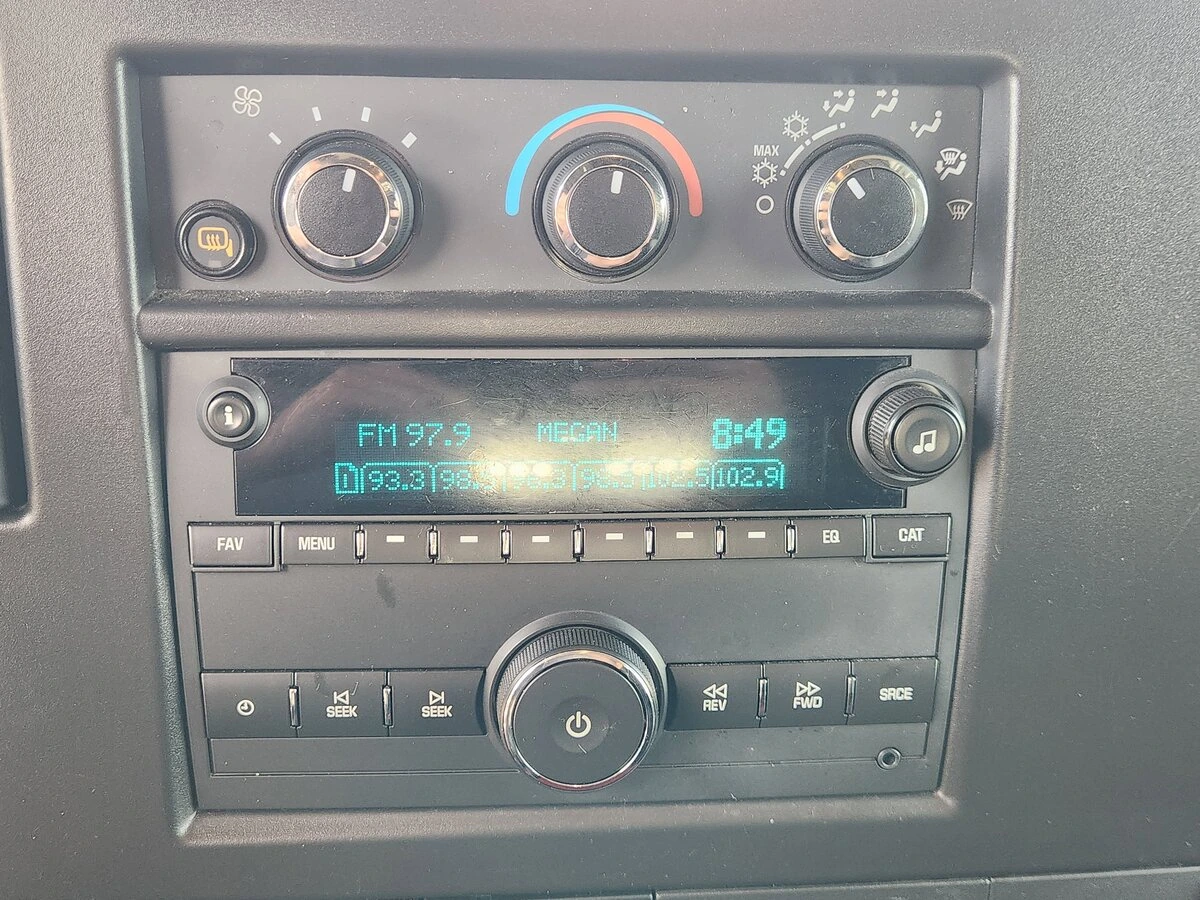 MAX
i
FM 97.9 MEGAN 8:49
1 93.3 102.5 102.9
FAV MENU EQ CAT
SEEK SEEK REV FWD SRCE